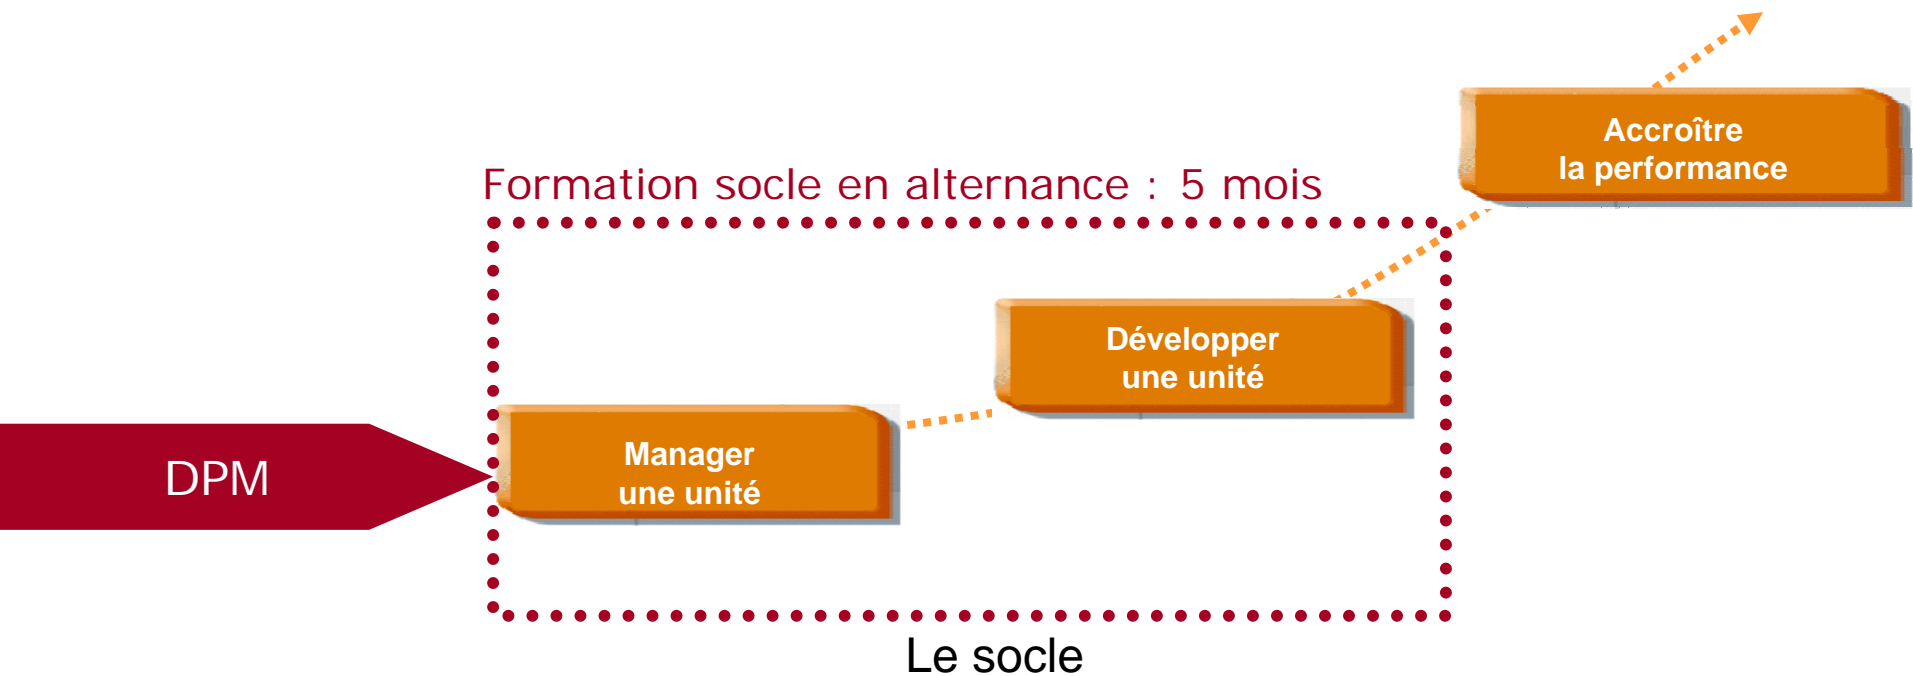 Accroître
la performance
Formation socle en alternance : 5 mois
Développer
une unité
Manager
une unité
DPM
Le socle